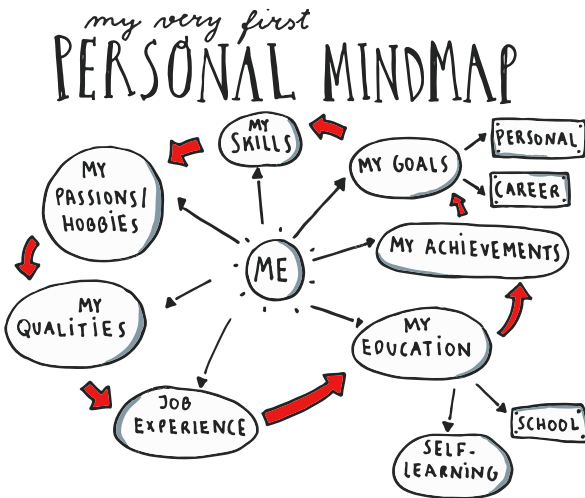 my very first
PERSONAL MINDMAP
MY
SKILLS
MY GOALS
PERSONAL
CAREER
MY
PASSIONS/
HOBBIES
MY ACHIEVEMENTS
ME
MY
QUALITIES
MY
EDUCATION
JOB
EXPERIENCE
SCHOOL
SELF-
LEARNING